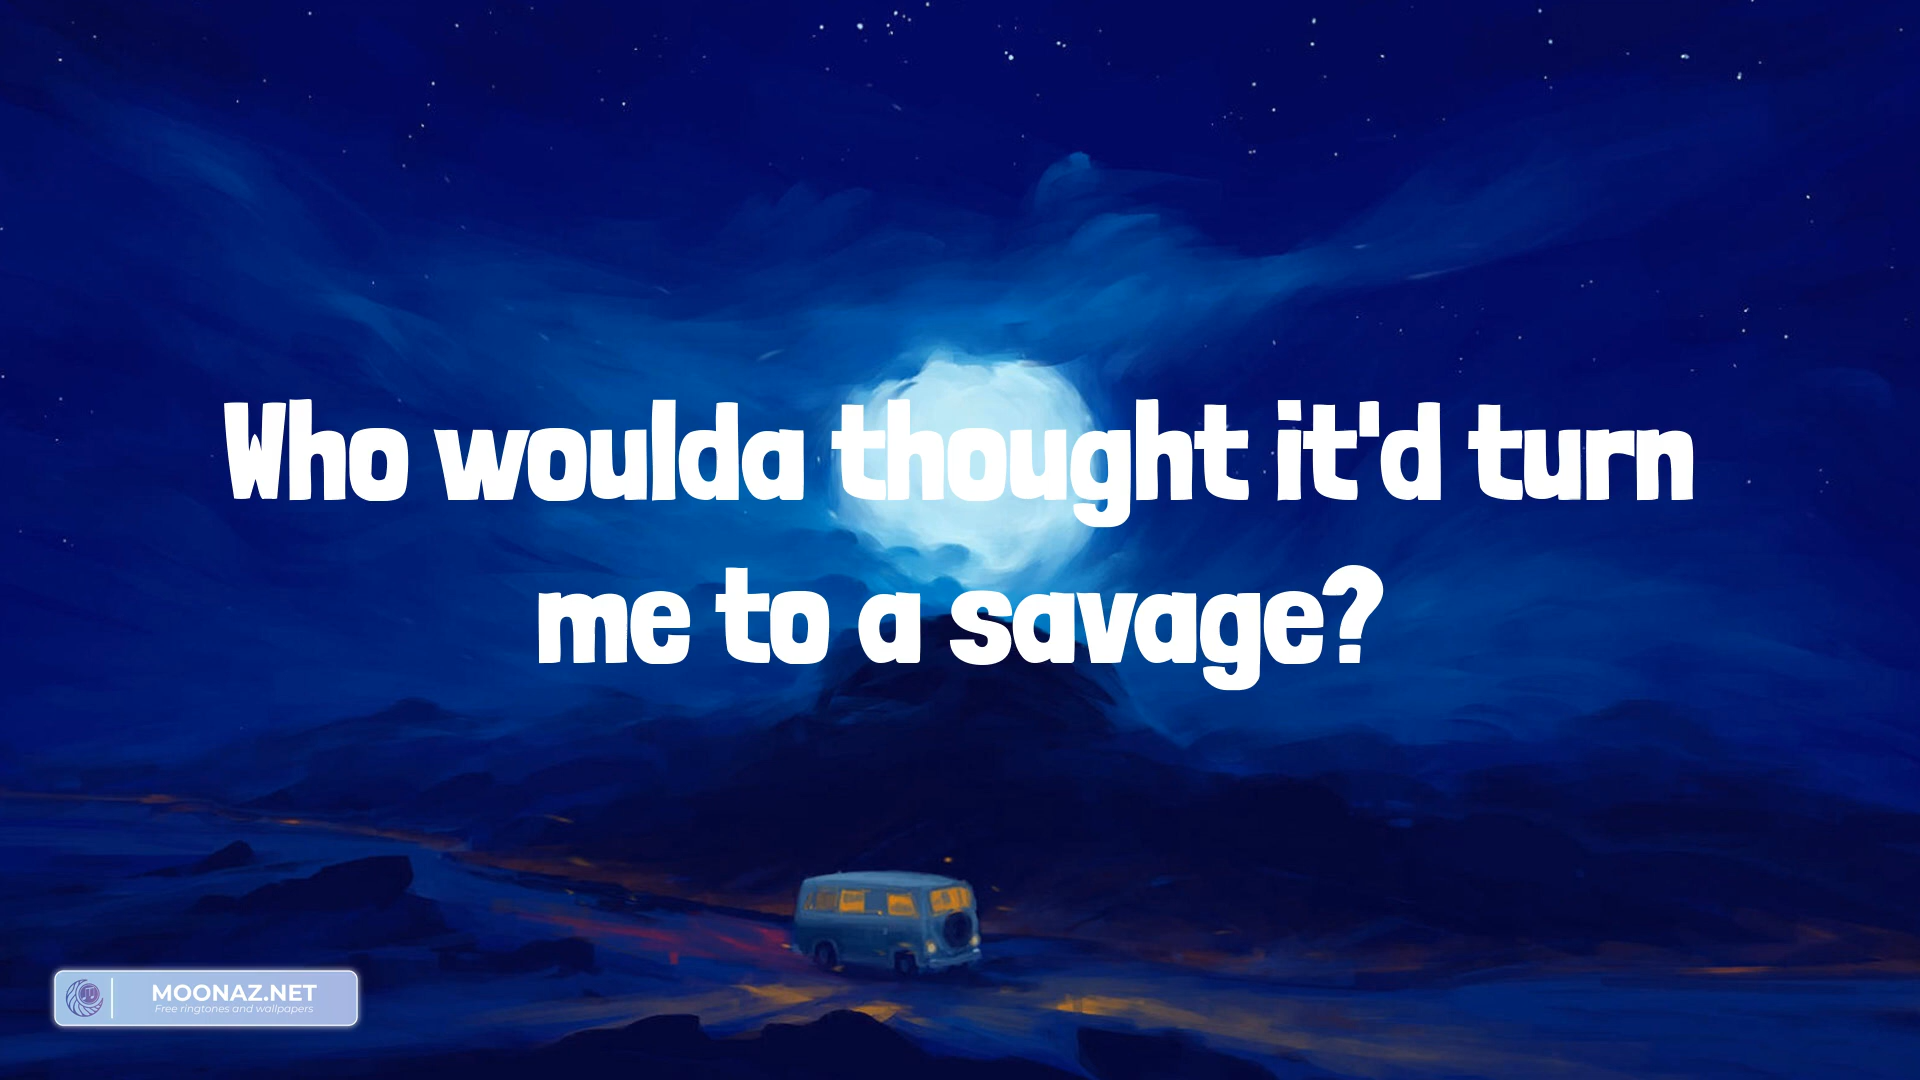 Who woulda thought it'd turn
me to a savage?
MOONAZ.NET
Free ringtones and wallpapers